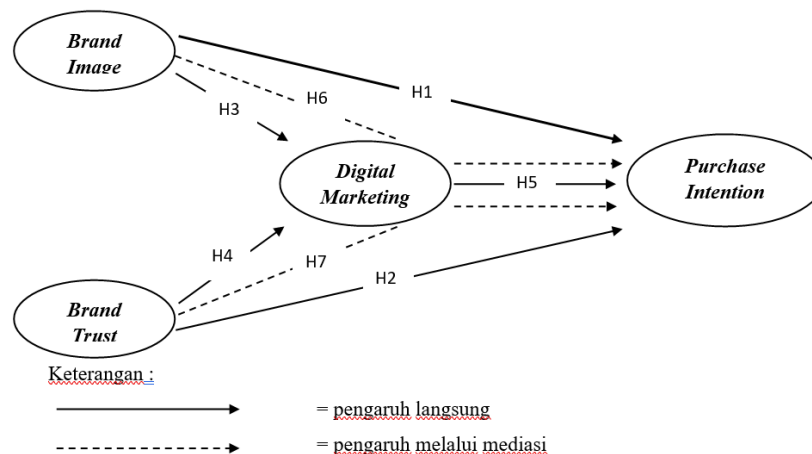 Brand
Image
H1
H6
H3
Digital
Marketing
H5
Purchase
Intention
H4
H7
H2
Brand
Trust
Keterangan :
= pengaruh langsung
= pengaruh melalui mediasi